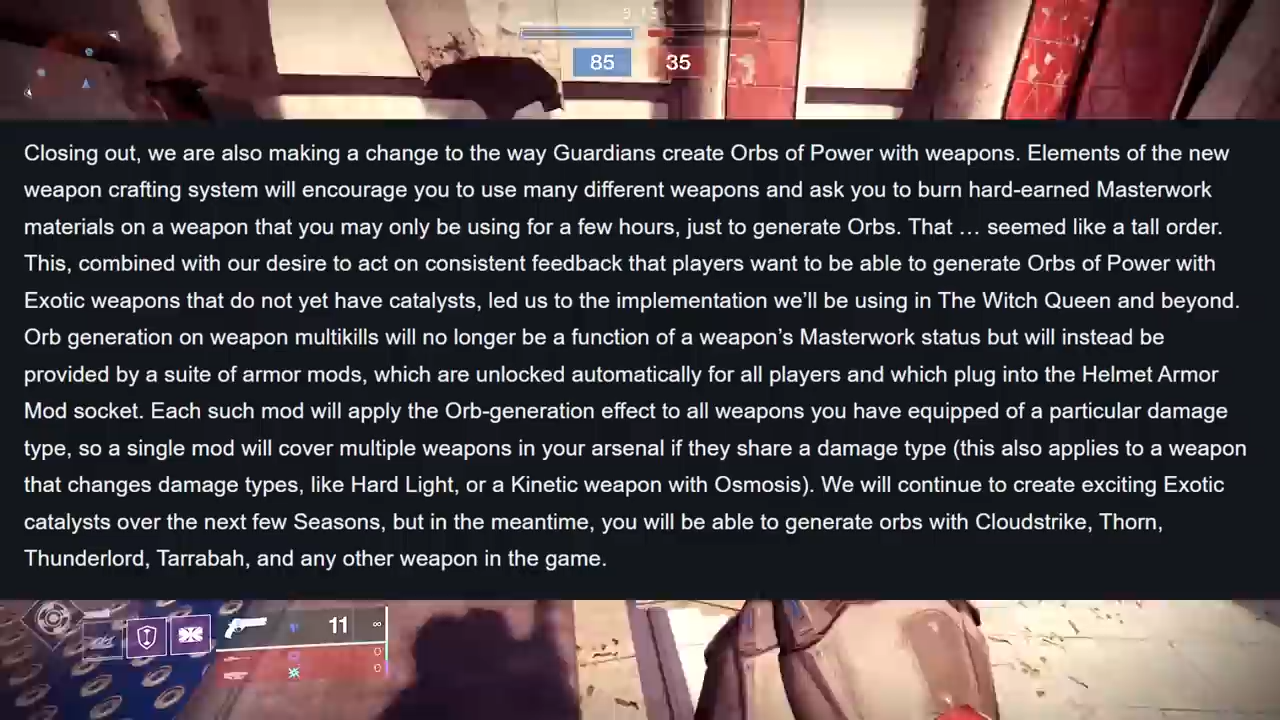 85 35
Closing out, we are also making a change to the way Guardians create Orbs of Power with weapons. Elements of the new
weapon crafting system will encourage you to use many different weapons and ask you to burn hard-earned Masterwork
materials on a weapon that you may only be using for a few hours, just to generate Orbs. That … seemed like a tall order.
This, combined with our desire to act on consistent feedback that players want to be able to generate Orbs of Power with
Exotic weapons that do not yet have catalysts, led us to the implementation we’ll be using in The Witch Queen and beyond.
Orb generation on weapon multikills will no longer be a function of a weapon’s Masterwork status but will instead be
provided by a suite of armor mods, which are unlocked automatically for all players and which plug into the Helmet Armor
Mod socket. Each such mod will apply the Orb-generation effect to all weapons you have equipped of a particular damage
type, so a single mod will cover multiple weapons in your arsenal if they share a damage type (this also applies to a weapon
that changes damage types, like Hard Light, or a Kinetic weapon with Osmosis). We will continue to create exciting Exotic
catalysts over the next few Seasons, but in the meantime, you will be able to generate orbs with Cloudstrike, Thorn,
Thunderlord, Tarrabah, and any other weapon in the game.
11 ∞
0
0